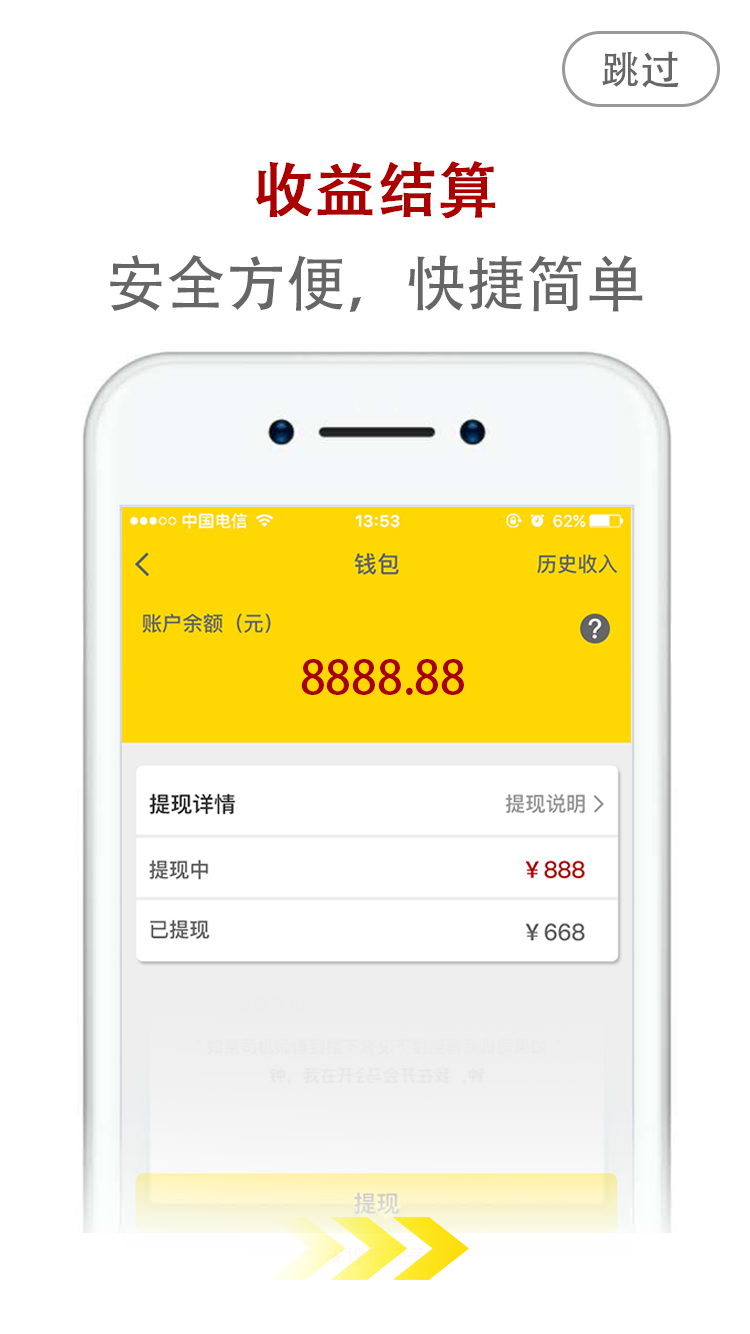 跳过
收益结算
安全方便，快捷简单
中国电信 13:53 62%
钱包 历史收入
账户余额（元） ?
8888.88
提现详情 提现说明
提现中 ¥888
已提现 ¥668
提现